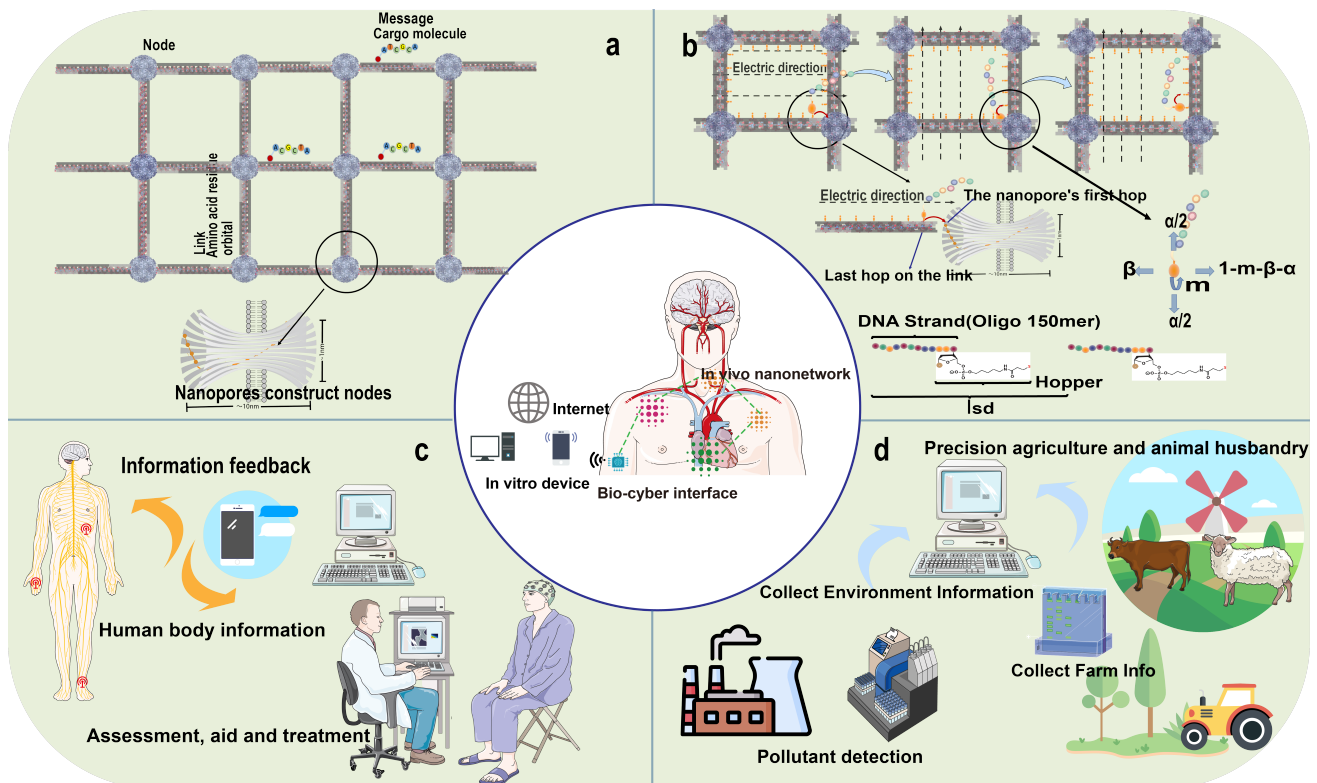 a
Message
Cargo molecule
Node
A T C G C A
A C G C T A
A C G C T A
Link
Amino acid residue
orbital
1nm
Nanopores construct nodes
~10nm
b
Electric direction
Electric direction
The nanopore's first hop
Last hop on the link
~10nm
α/2
β
1-m-β-α
m
α/2
DNA Strand(Oligo 150mer)
Hopper
lsd
In vivo nanonetwork
Internet
In vitro device
Bio-cyber interface
c
Information feedback
Human body information
Assessment, aid and treatment
d
Precision agriculture and animal husbandry
Collect Environment Information
Collect Farm Info
Pollutant detection